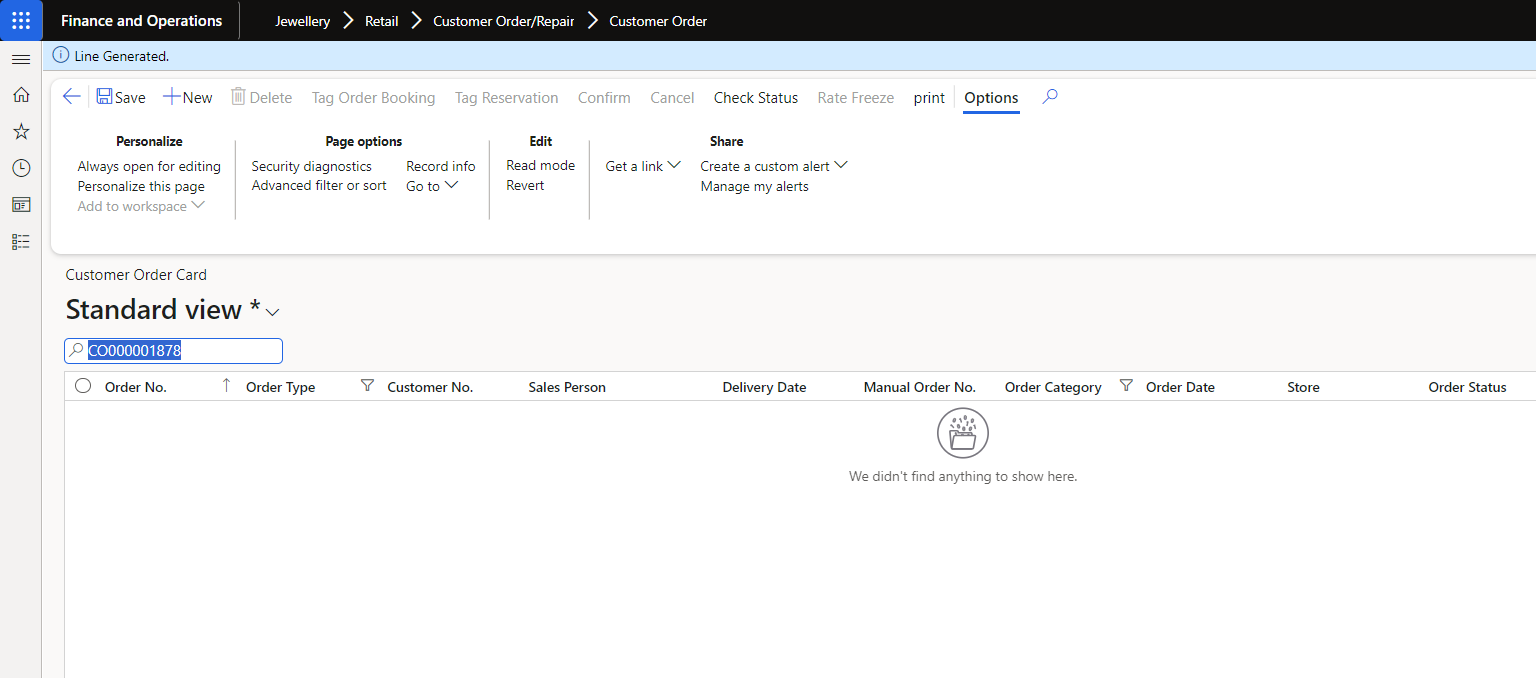 Finance and Operations Jewellery Retail Customer Order/Repair Customer Order
Line Generated.
Save New Delete Tag Order Booking Tag Reservation Confirm Cancel Check Status Rate Freeze print Options
Personalize Page options Edit Share
Always open for editing Security diagnostics Record info Read mode Get a link Create a custom alert
Personalize this page Advanced filter or sort Go to Revert Manage my alerts
Add to workspace
Customer Order Card
Standard view *
CO000001878
Order No. Order Type Customer No. Sales Person Delivery Date Manual Order No. Order Category Order Date Store Order Status
We didn't find anything to show here.